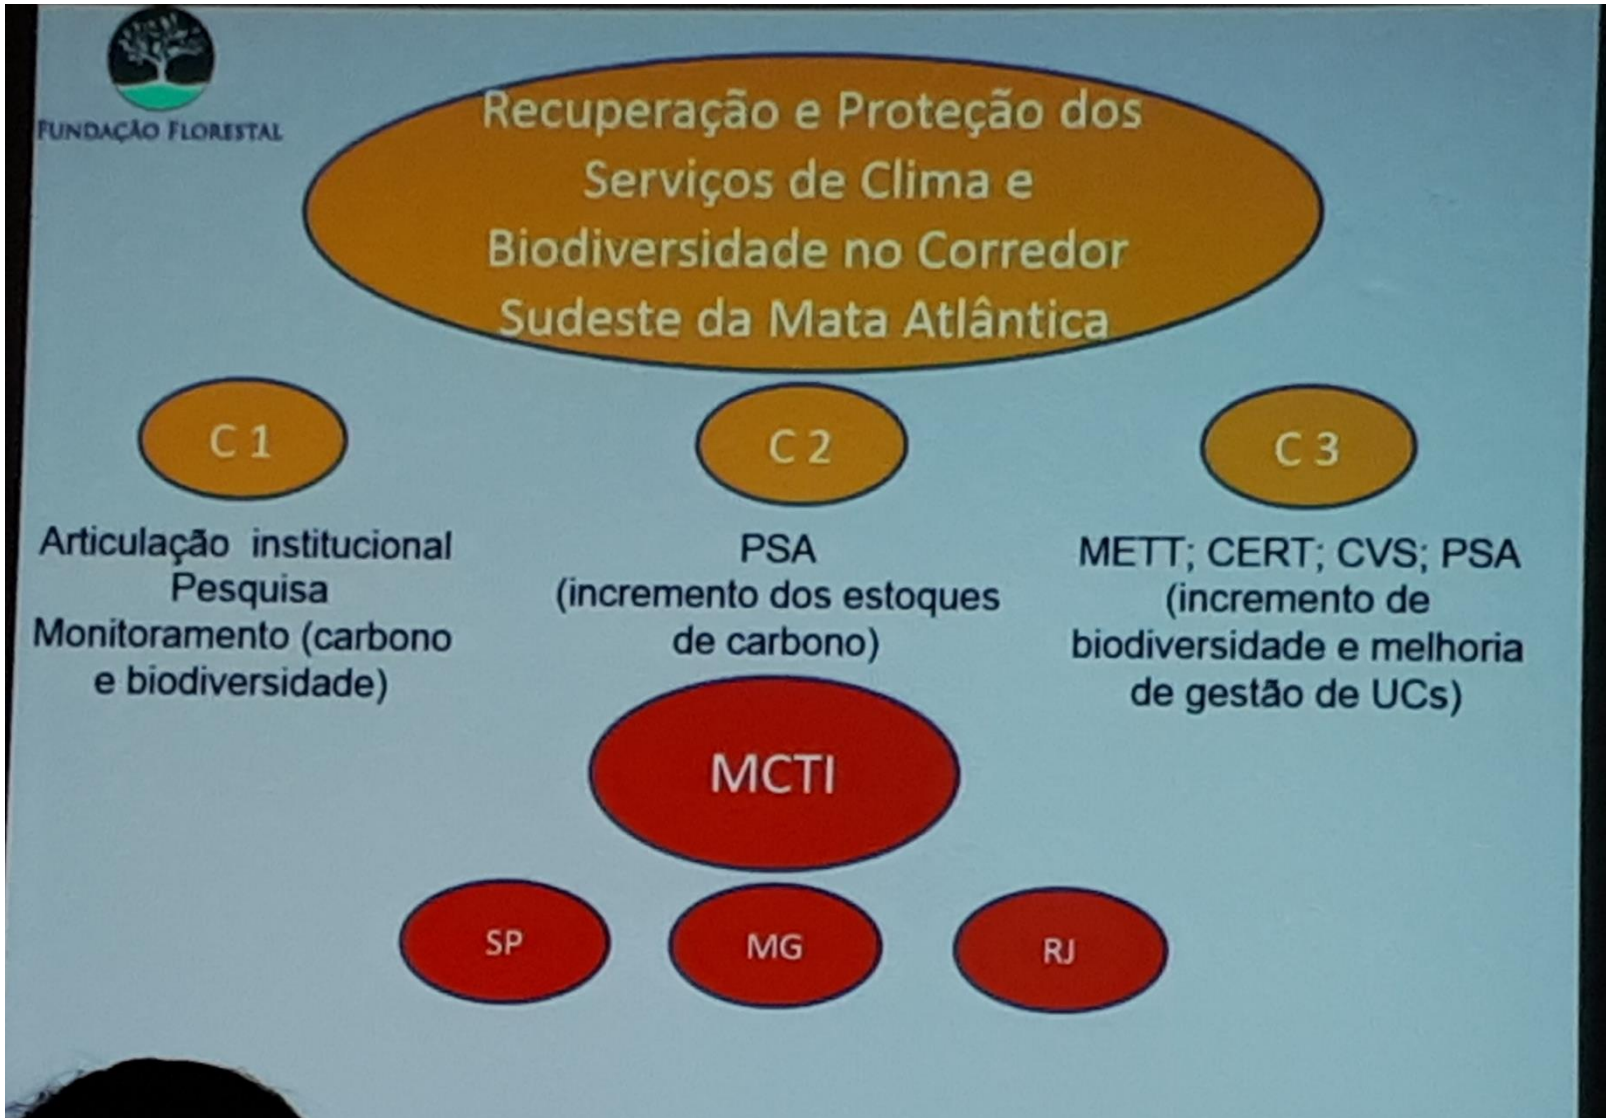 FUNDAÇÃO FLORESTAL
Recuperação e Proteção dos
Serviços de Clima e
Biodiversidade no Corredor
Sudeste da Mata Atlântica
C 1
C 2
C 3
Articulação institucional
Pesquisa
Monitoramento (carbono
e biodiversidade)
PSA
(incremento dos estoques
de carbono)
METT; CERT; CVS; PSA
(incremento de
biodiversidade e melhoria
de gestão de UCs)
MCTI
SP
MG
RJ